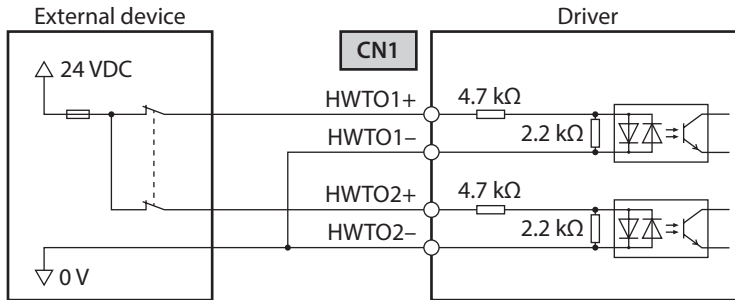 External device
Driver
CN1
24 VDC
HWTO1+
4.7 kΩ
HWTO1−
2.2 kΩ
HWTO2+
4.7 kΩ
HWTO2−
2.2 kΩ
0 V